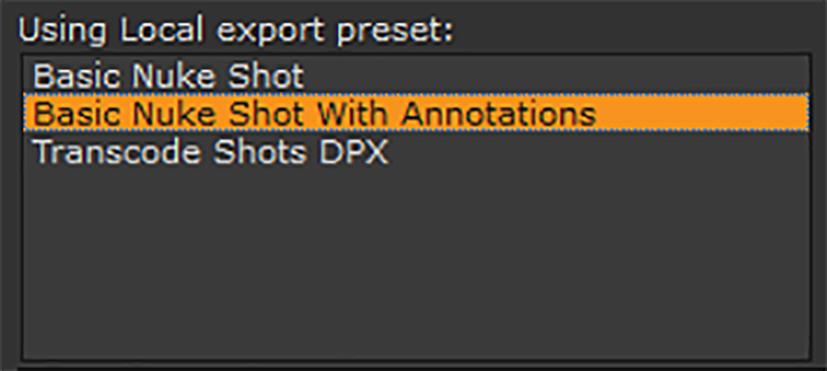 Using Local export preset:
Basic Nuke Shot
Basic Nuke Shot With Annotations
Transcode Shots DPX